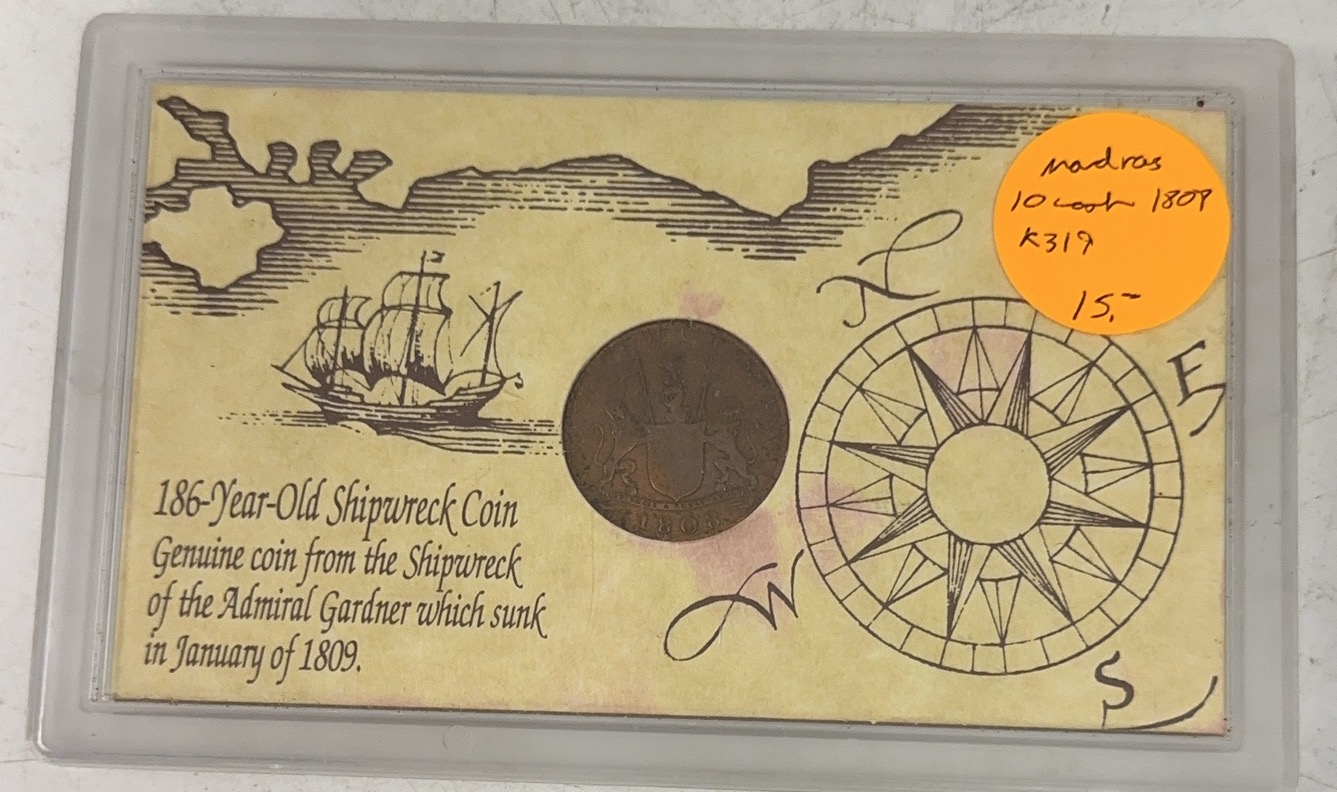 Madras
10 cash 1809
K319
15.-
N
E
S
W
1808
186-Year-Old Shipwreck Coin
Genuine coin from the Shipwreck
of the Admiral Gardner which sunk
in January of 1809.